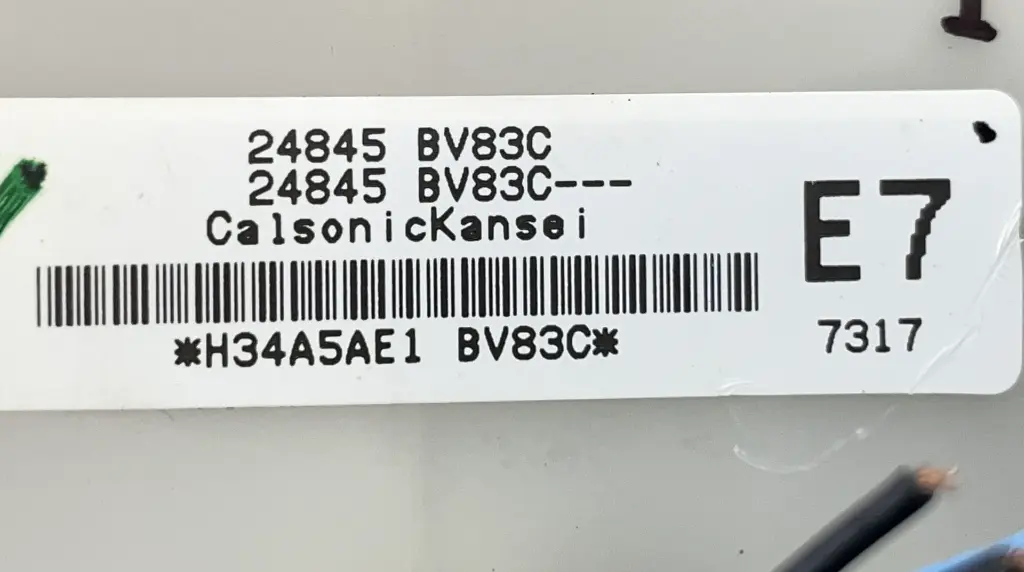 24845 BV83C
24845 BV83C---
CalsonicKansei
*H34A5AE1 BV83C*
E7
7317